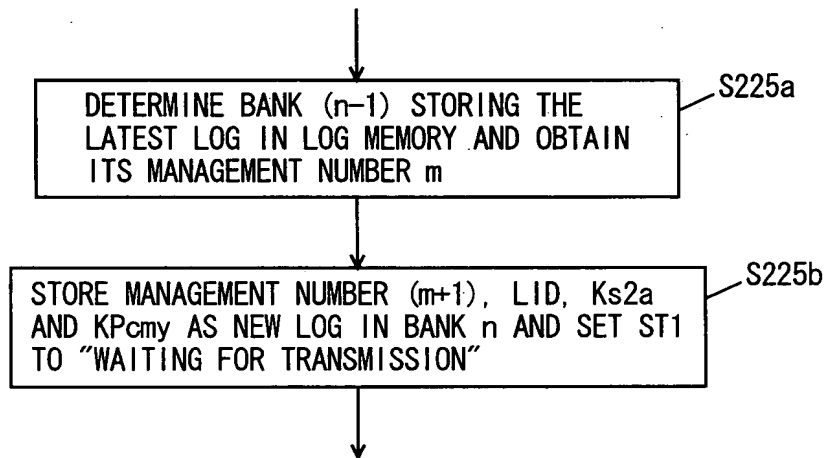 S225a
DETERMINE BANK (n-1) STORING THE
LATEST LOG IN LOG MEMORY AND OBTAIN
ITS MANAGEMENT NUMBER m
S225b
STORE MANAGEMENT NUMBER (m+1), LID, Ks2a
AND KPcmy AS NEW LOG IN BANK n AND SET ST1
TO "WAITING FOR TRANSMISSION"